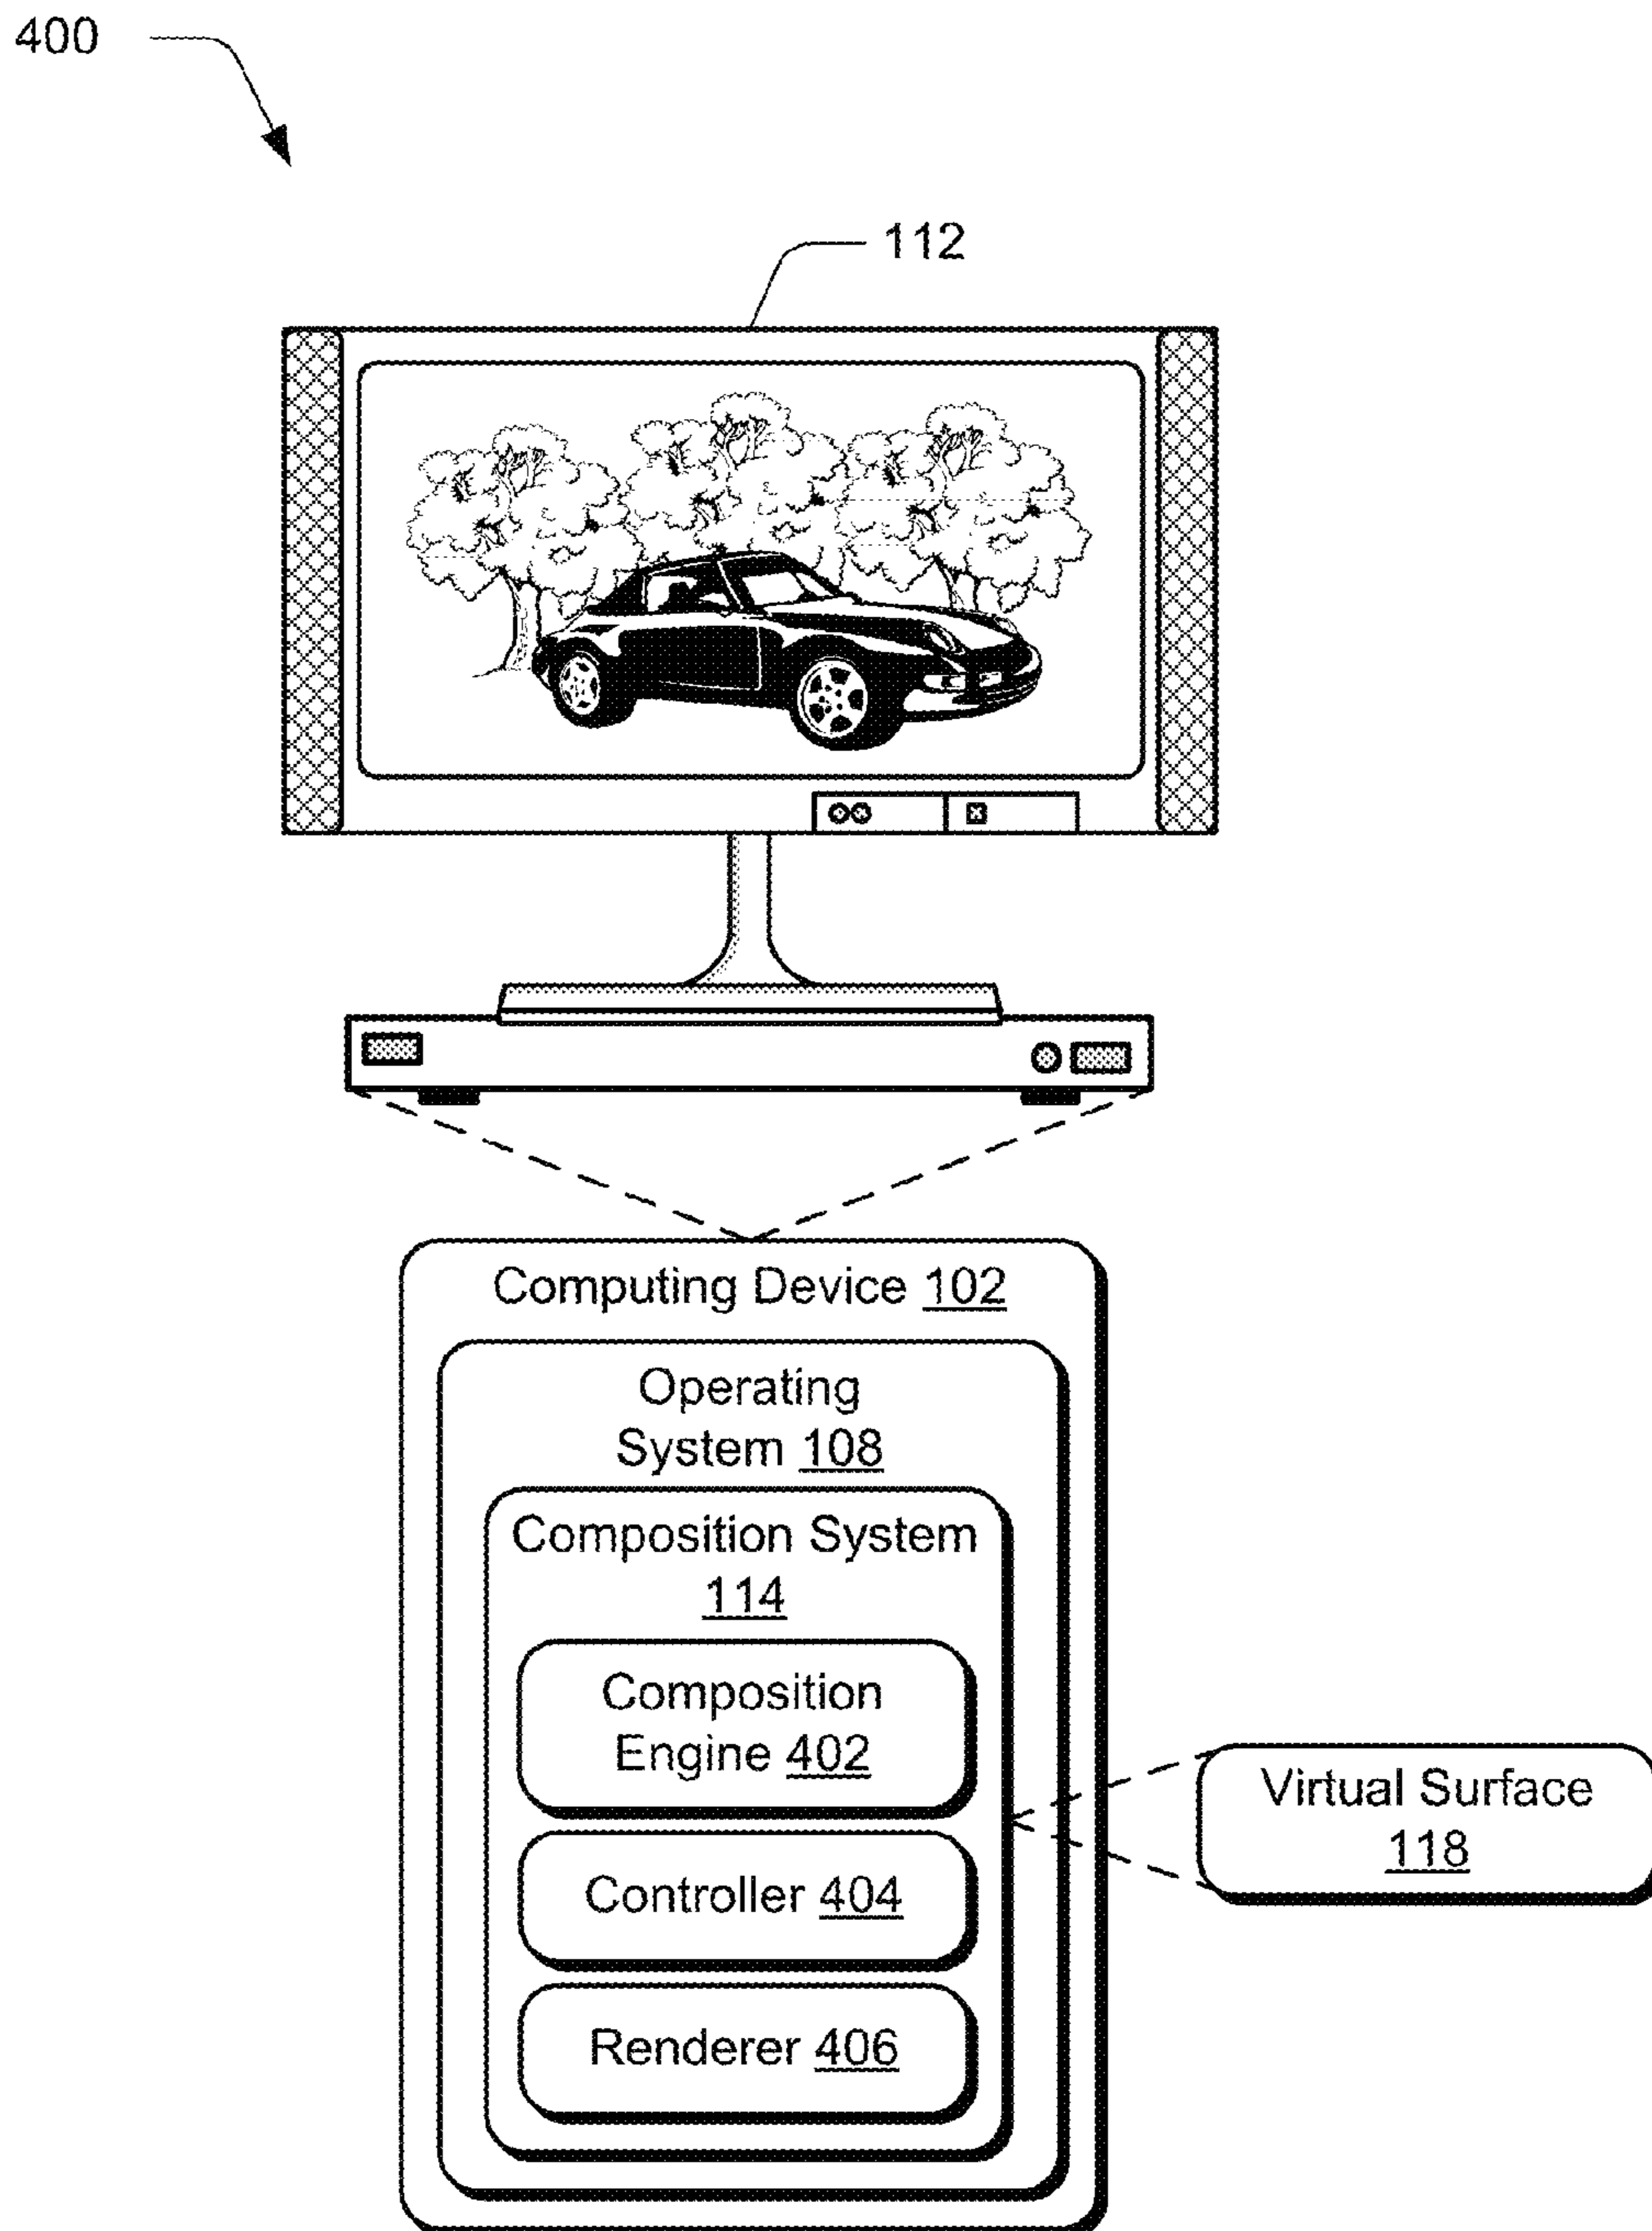 400
112
Computing Device 102
Operating
System 108
Composition System
114
Composition
Engine 402
Controller 404
Renderer 406
Virtual Surface
118